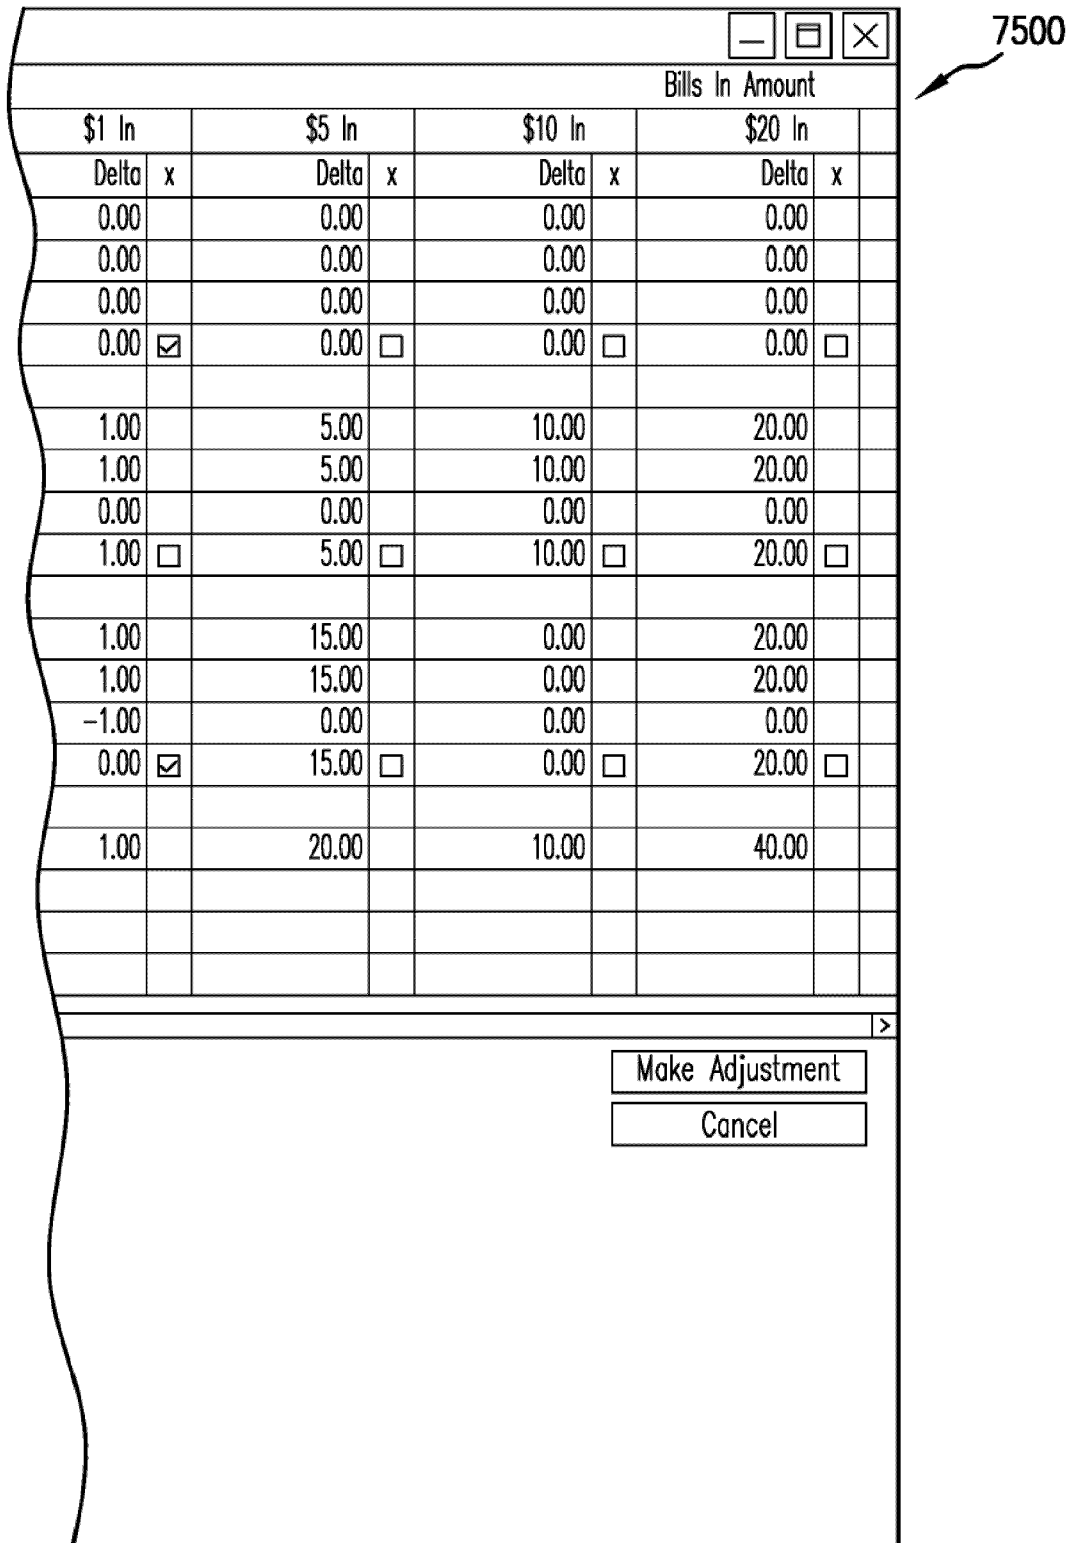 7500
Bills In Amount
$1 In $5 In $10 In $20 In
Delta x Delta x Delta x Delta x
0.00 0.00 0.00 0.00
0.00 0.00 0.00 0.00
0.00 0.00 0.00 0.00
0.00 0.00 0.00 0.00
1.00 5.00 10.00 20.00
1.00 5.00 10.00 20.00
0.00 0.00 0.00 0.00
1.00 5.00 10.00 20.00
1.00 15.00 0.00 20.00
1.00 15.00 0.00 20.00
-1.00 0.00 0.00 0.00
0.00 15.00 0.00 20.00
1.00 20.00 10.00 40.00
>
Make Adjustment
Cancel